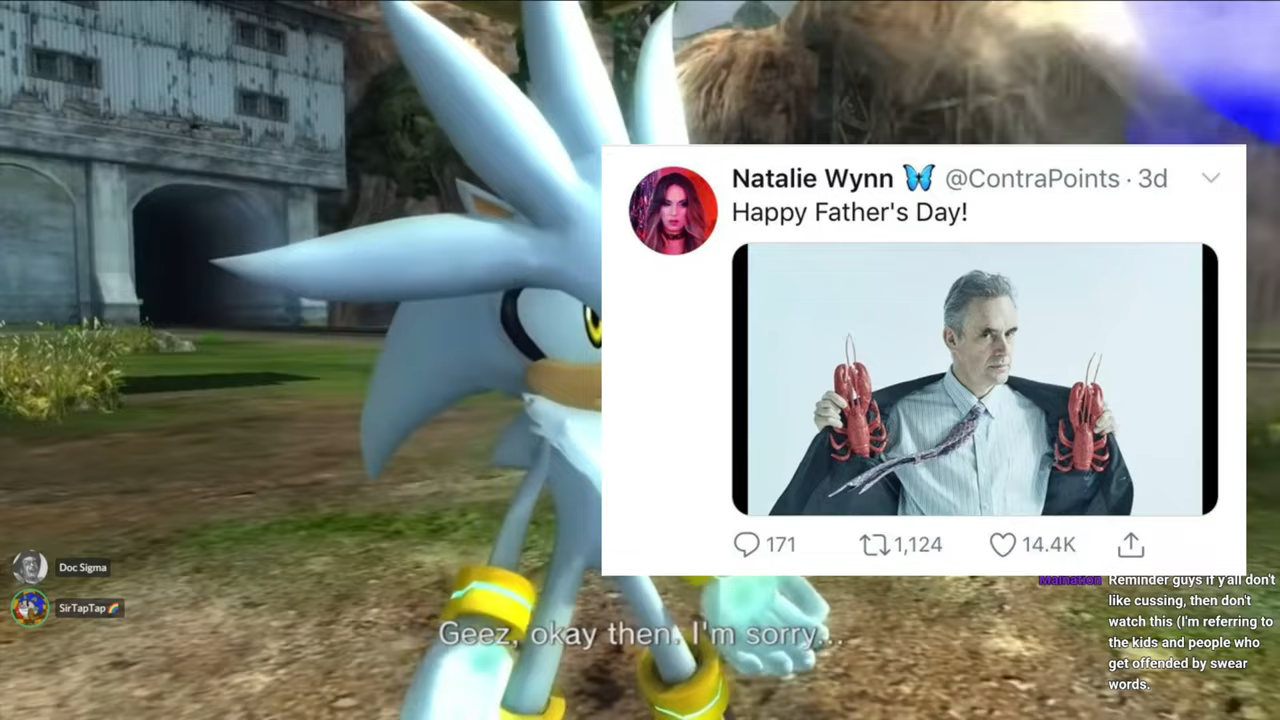 Natalie Wynn 🦋 @ContraPoints · 3d
Happy Father's Day!
171 1,124 14.4K
Doc Sigma
SirTapTap 🌈
Geez, okay then. I'm sorry...
Maination Reminder guys if y'all don't
like cussing, then don't
watch this (I'm referring to
the kids and people who
get offended by swear
words.